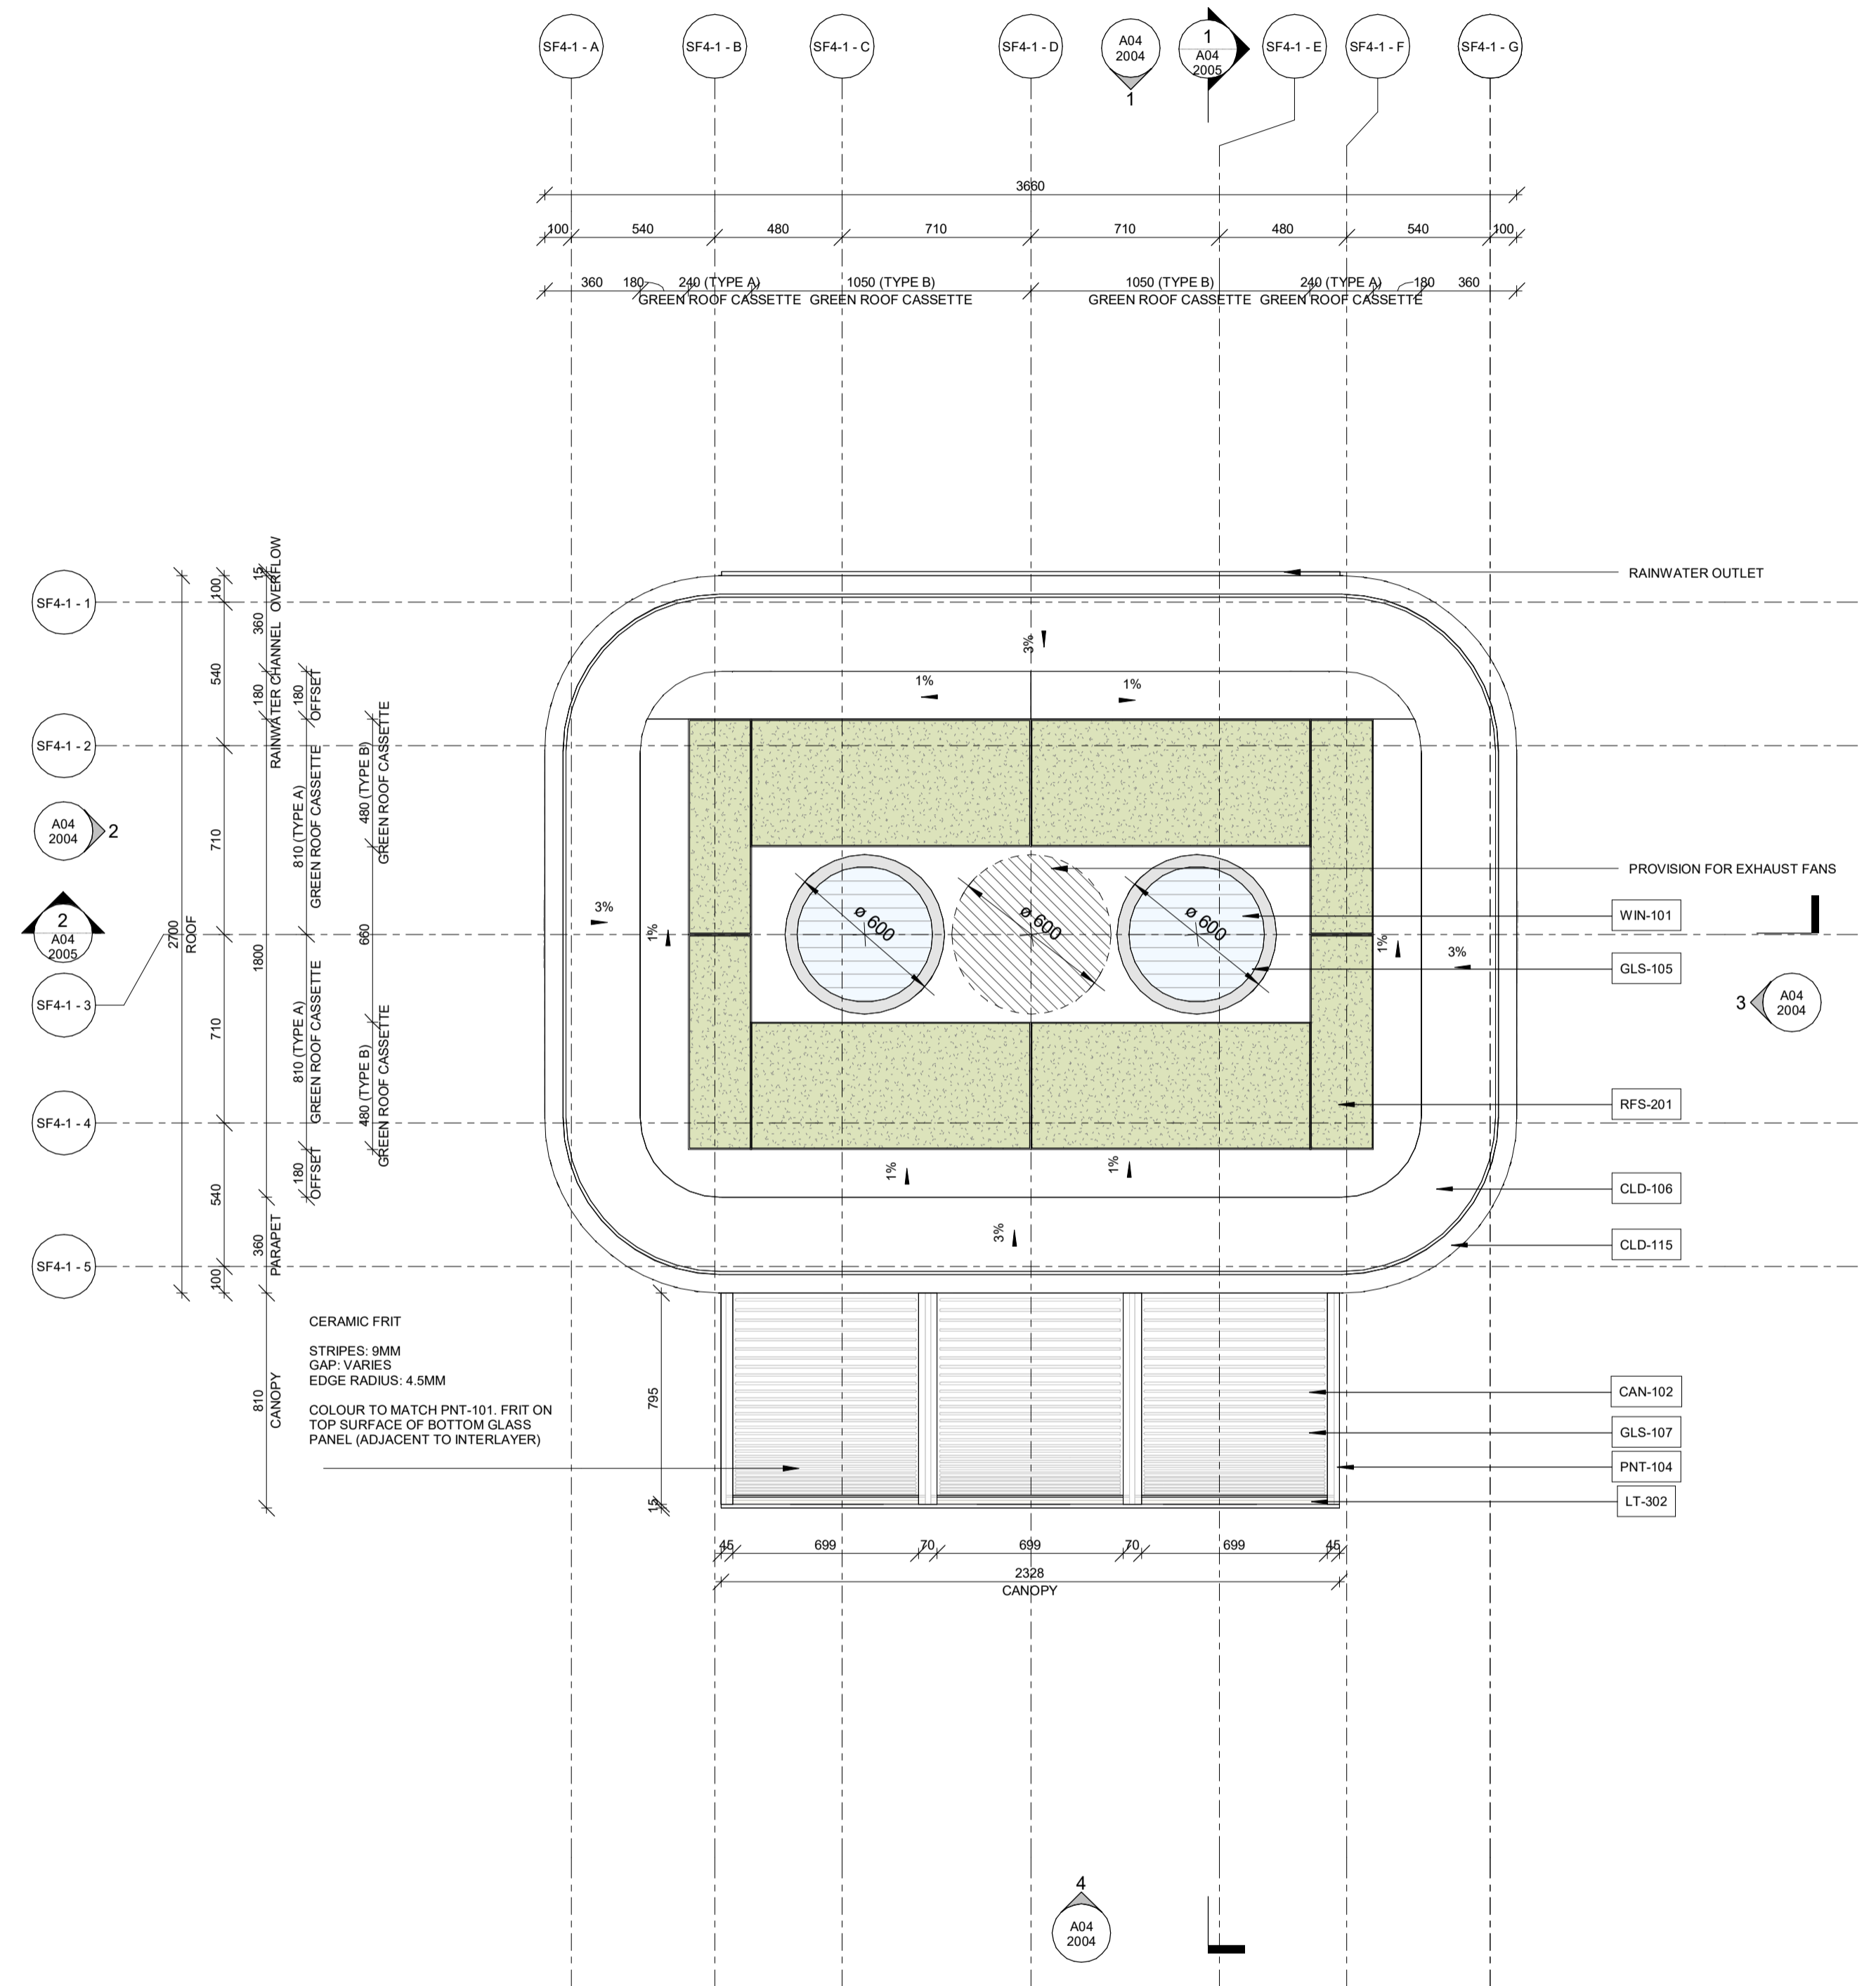 SF4-1 - A
SF4-1 - B
SF4-1 - C
SF4-1 - D
A04
2004
1
1
A04
2005
SF4-1 - E
SF4-1 - F
SF4-1 - G
3660
100
540
480
710
710
480
540
100
360
180
240 (TYPE A)
1050 (TYPE B)
1050 (TYPE B)
240 (TYPE A)
180
360
GREEN ROOF CASSETTE
GREEN ROOF CASSETTE
GREEN ROOF CASSETTE
GREEN ROOF CASSETTE
SF4-1 - 1
SF4-1 - 2
A04
2004
2
2
A04
2005
SF4-1 - 3
SF4-1 - 4
SF4-1 - 5
2700
ROOF
100
540
710
710
540
100
15
OVERFLOW
360
RAINWATER CHANNEL
180
1800
360
PARAPET
810
CANOPY
180
OFFSET
810 (TYPE A)
GREEN ROOF CASSETTE
810 (TYPE A)
GREEN ROOF CASSETTE
180
OFFSET
480 (TYPE B)
GREEN ROOF CASSETTE
660
480 (TYPE B)
GREEN ROOF CASSETTE
3%
1%
1%
3%
1%
ø 600
ø 600
ø 600
1%
3%
1%
1%
3%
RAINWATER OUTLET
PROVISION FOR EXHAUST FANS
WIN-101
GLS-105
3
A04
2004
RFS-201
CLD-106
CLD-115
CERAMIC FRIT
STRIPES: 9MM
GAP: VARIES
EDGE RADIUS: 4.5MM
COLOUR TO MATCH PNT-101. FRIT ON
TOP SURFACE OF BOTTOM GLASS
PANEL (ADJACENT TO INTERLAYER)
795
15
CAN-102
GLS-107
PNT-104
LT-302
45
699
70
699
70
699
45
2328
CANOPY
4
A04
2004